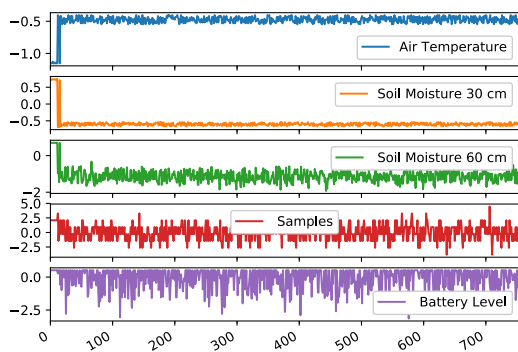 −0.5
−1.0
Air Temperature
0.5
0.0
−0.5
Soil Moisture 30 cm
0
−2
Soil Moisture 60 cm
5.0
2.5
0.0
−2.5
Samples
0.0
−2.5
Battery Level
0 100 200 300 400 500 600 700